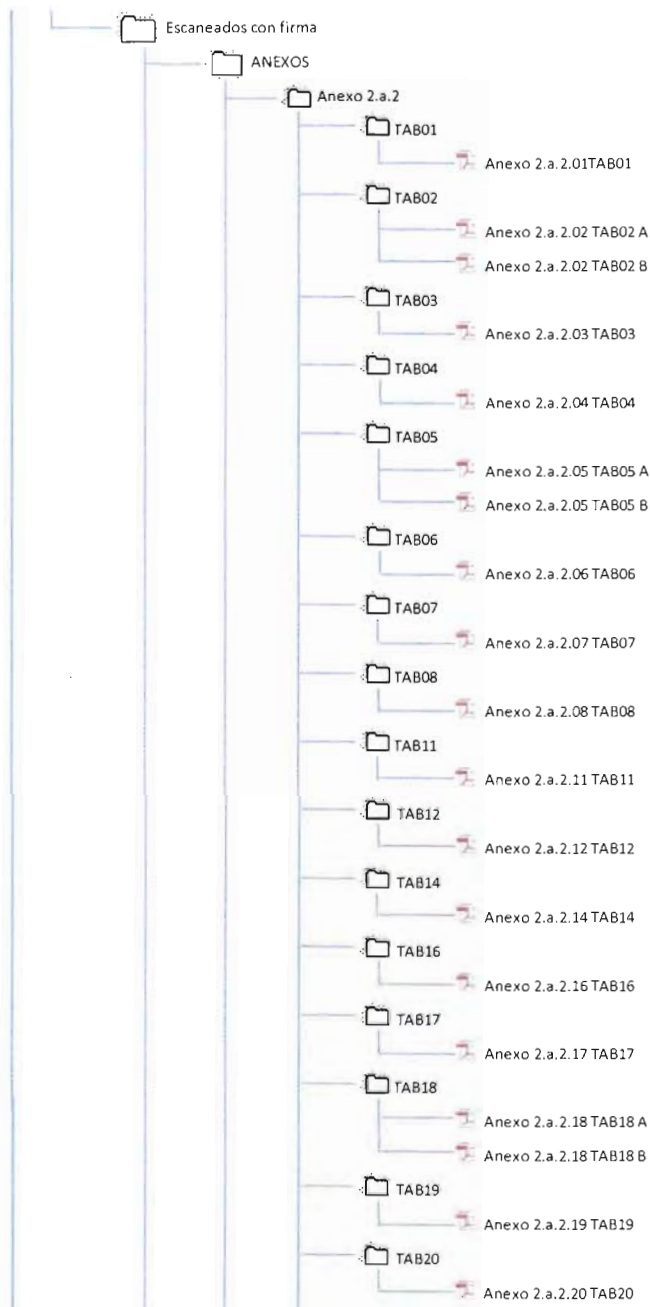 Escaneados con firma
ANEXOS
Anexo 2.a.2
TAB01
Anexo 2.a.2.01TAB01
TAB02
Anexo 2.a.2.02 TAB02 A
Anexo 2.a.2.02 TAB02 B
TAB03
Anexo 2.a.2.03 TAB03
TAB04
Anexo 2.a.2.04 TAB04
TAB05
Anexo 2.a.2.05 TAB05 A
Anexo 2.a.2.05 TAB05 B
TAB06
Anexo 2.a.2.06 TAB06
TAB07
Anexo 2.a.2.07 TAB07
TAB08
Anexo 2.a.2.08 TAB08
TAB11
Anexo 2.a.2.11 TAB11
TAB12
Anexo 2.a.2.12 TAB12
TAB14
Anexo 2.a.2.14 TAB14
TAB16
Anexo 2.a.2.16 TAB16
TAB17
Anexo 2.a.2.17 TAB17
TAB18
Anexo 2.a.2.18 TAB18 A
Anexo 2.a.2.18 TAB18 B
TAB19
Anexo 2.a.2.19 TAB19
TAB20
Anexo 2.a.2.20 TAB20